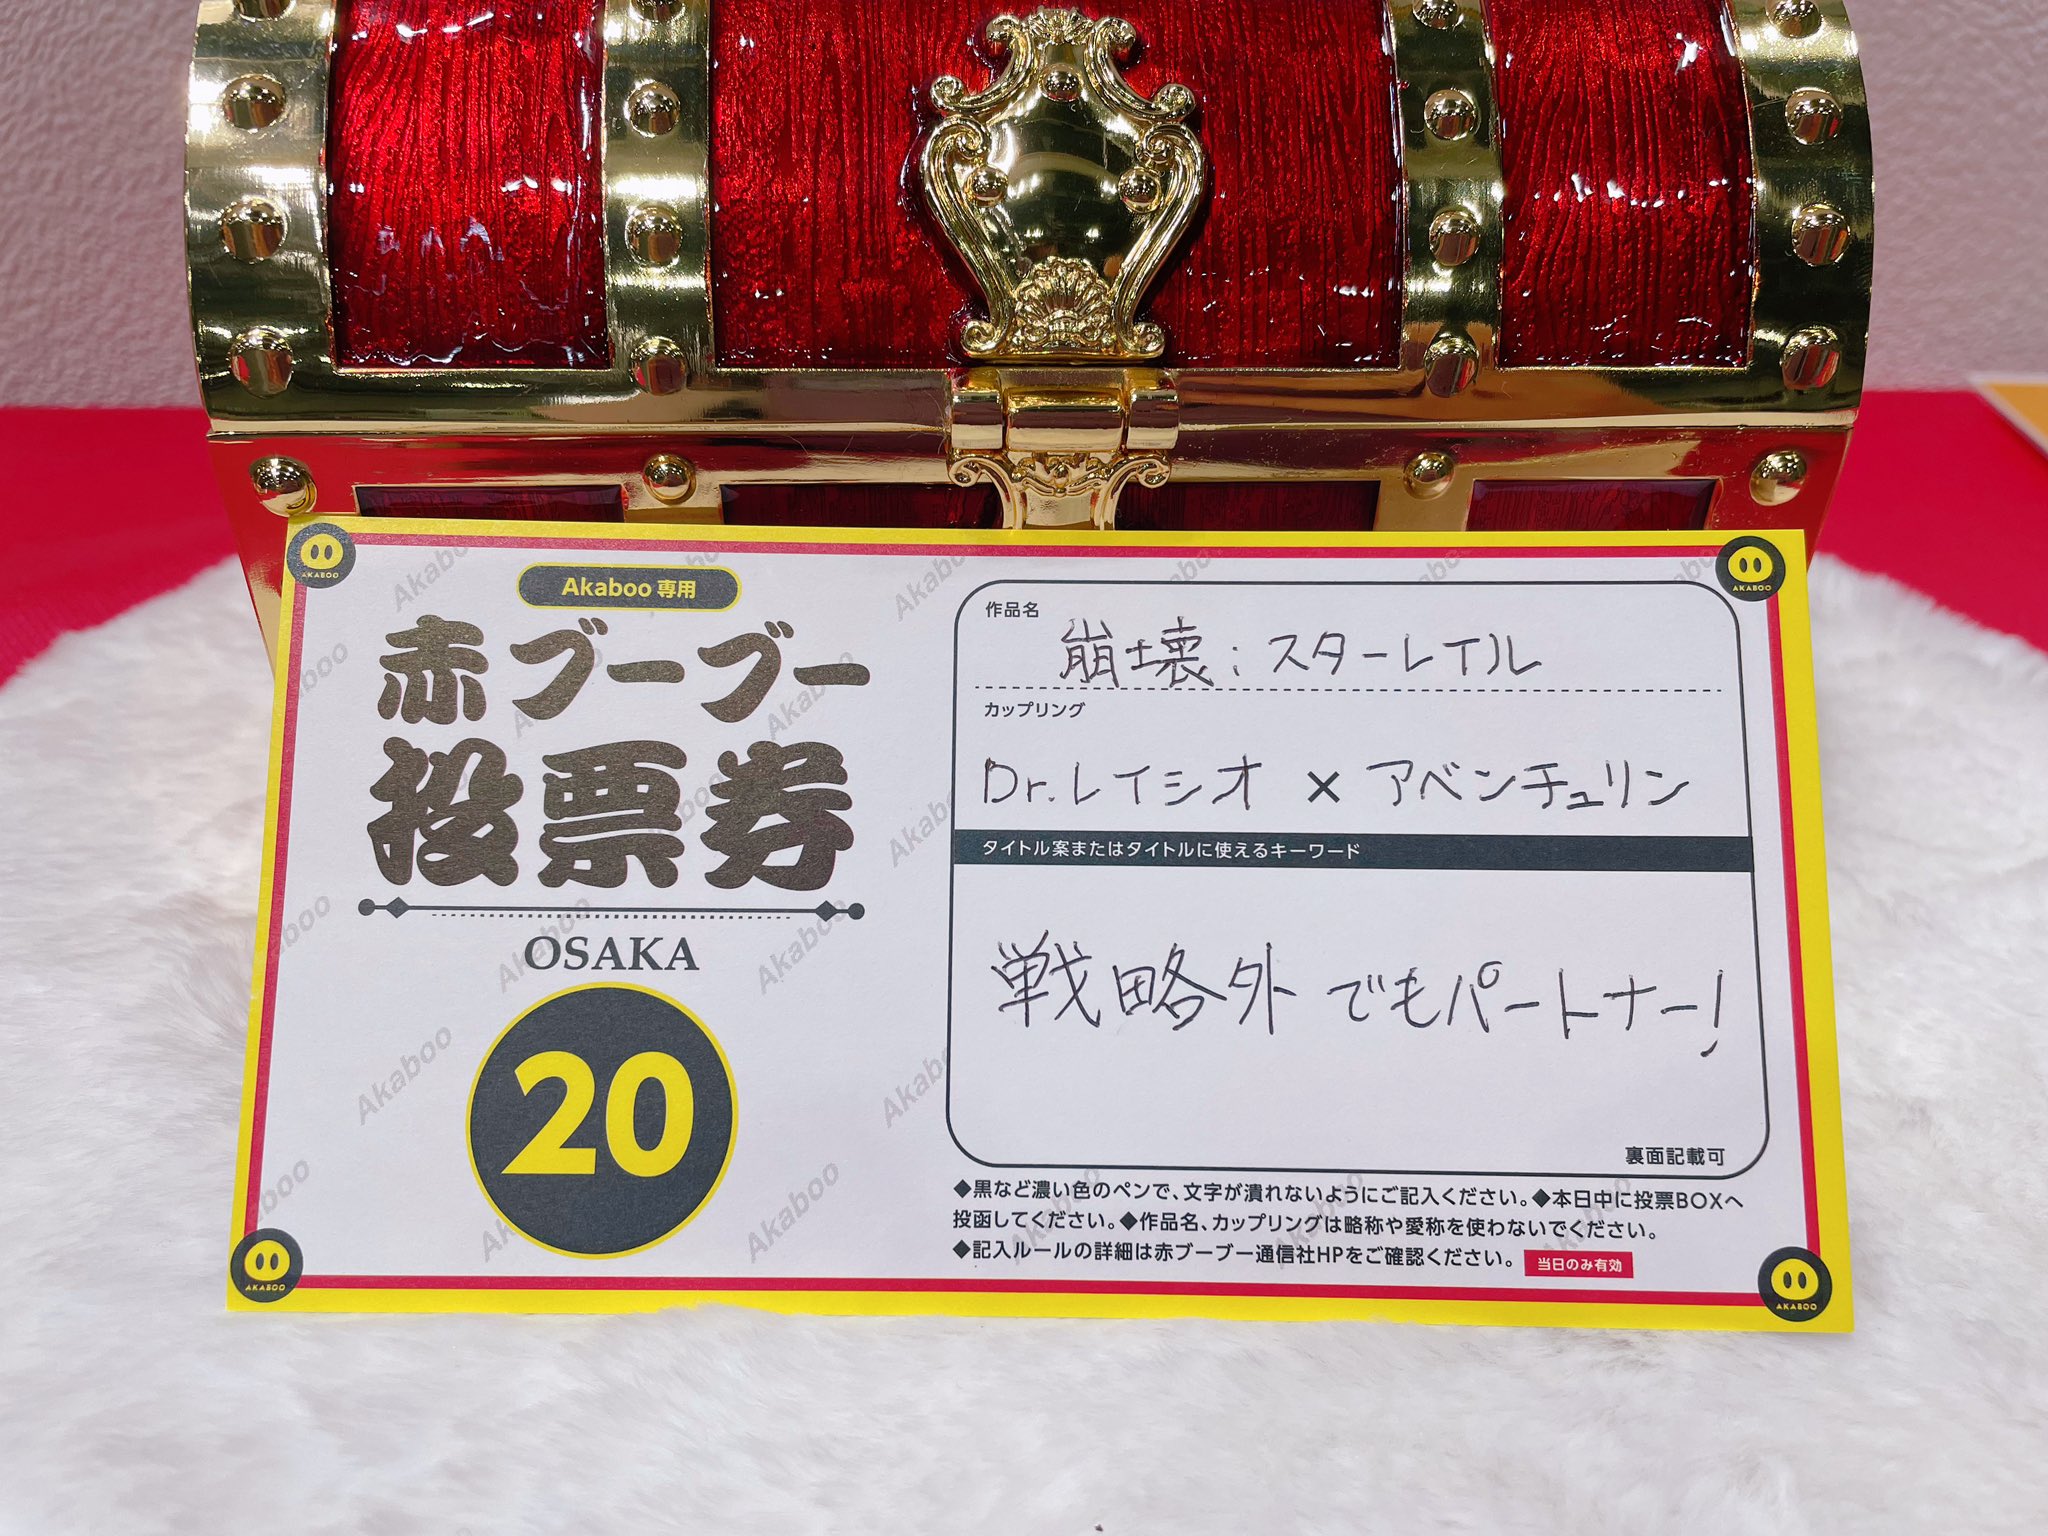 AKABOO
AKABOO
Akaboo 専用
赤ブーブー
投票券
OSAKA
20
作品名
崩壊:スターレイル
カップリング
Dr.レイシオ × アベンチュリン
タイトル案またはタイトルに使えるキーワード
戦略外でもパートナー!
裏面記載可
◆黒など濃い色のペンで、文字が潰れないようにご記入ください。◆本日中に投票BOXへ
投函してください。◆作品名、カップリングは略称や愛称を使わないでください。
◆記入ルールの詳細は赤ブーブー通信社HPをご確認ください。 当日のみ有効
AKABOO
AKABOO
Akaboo
Akaboo
Akaboo
Akaboo
Akaboo
Akaboo